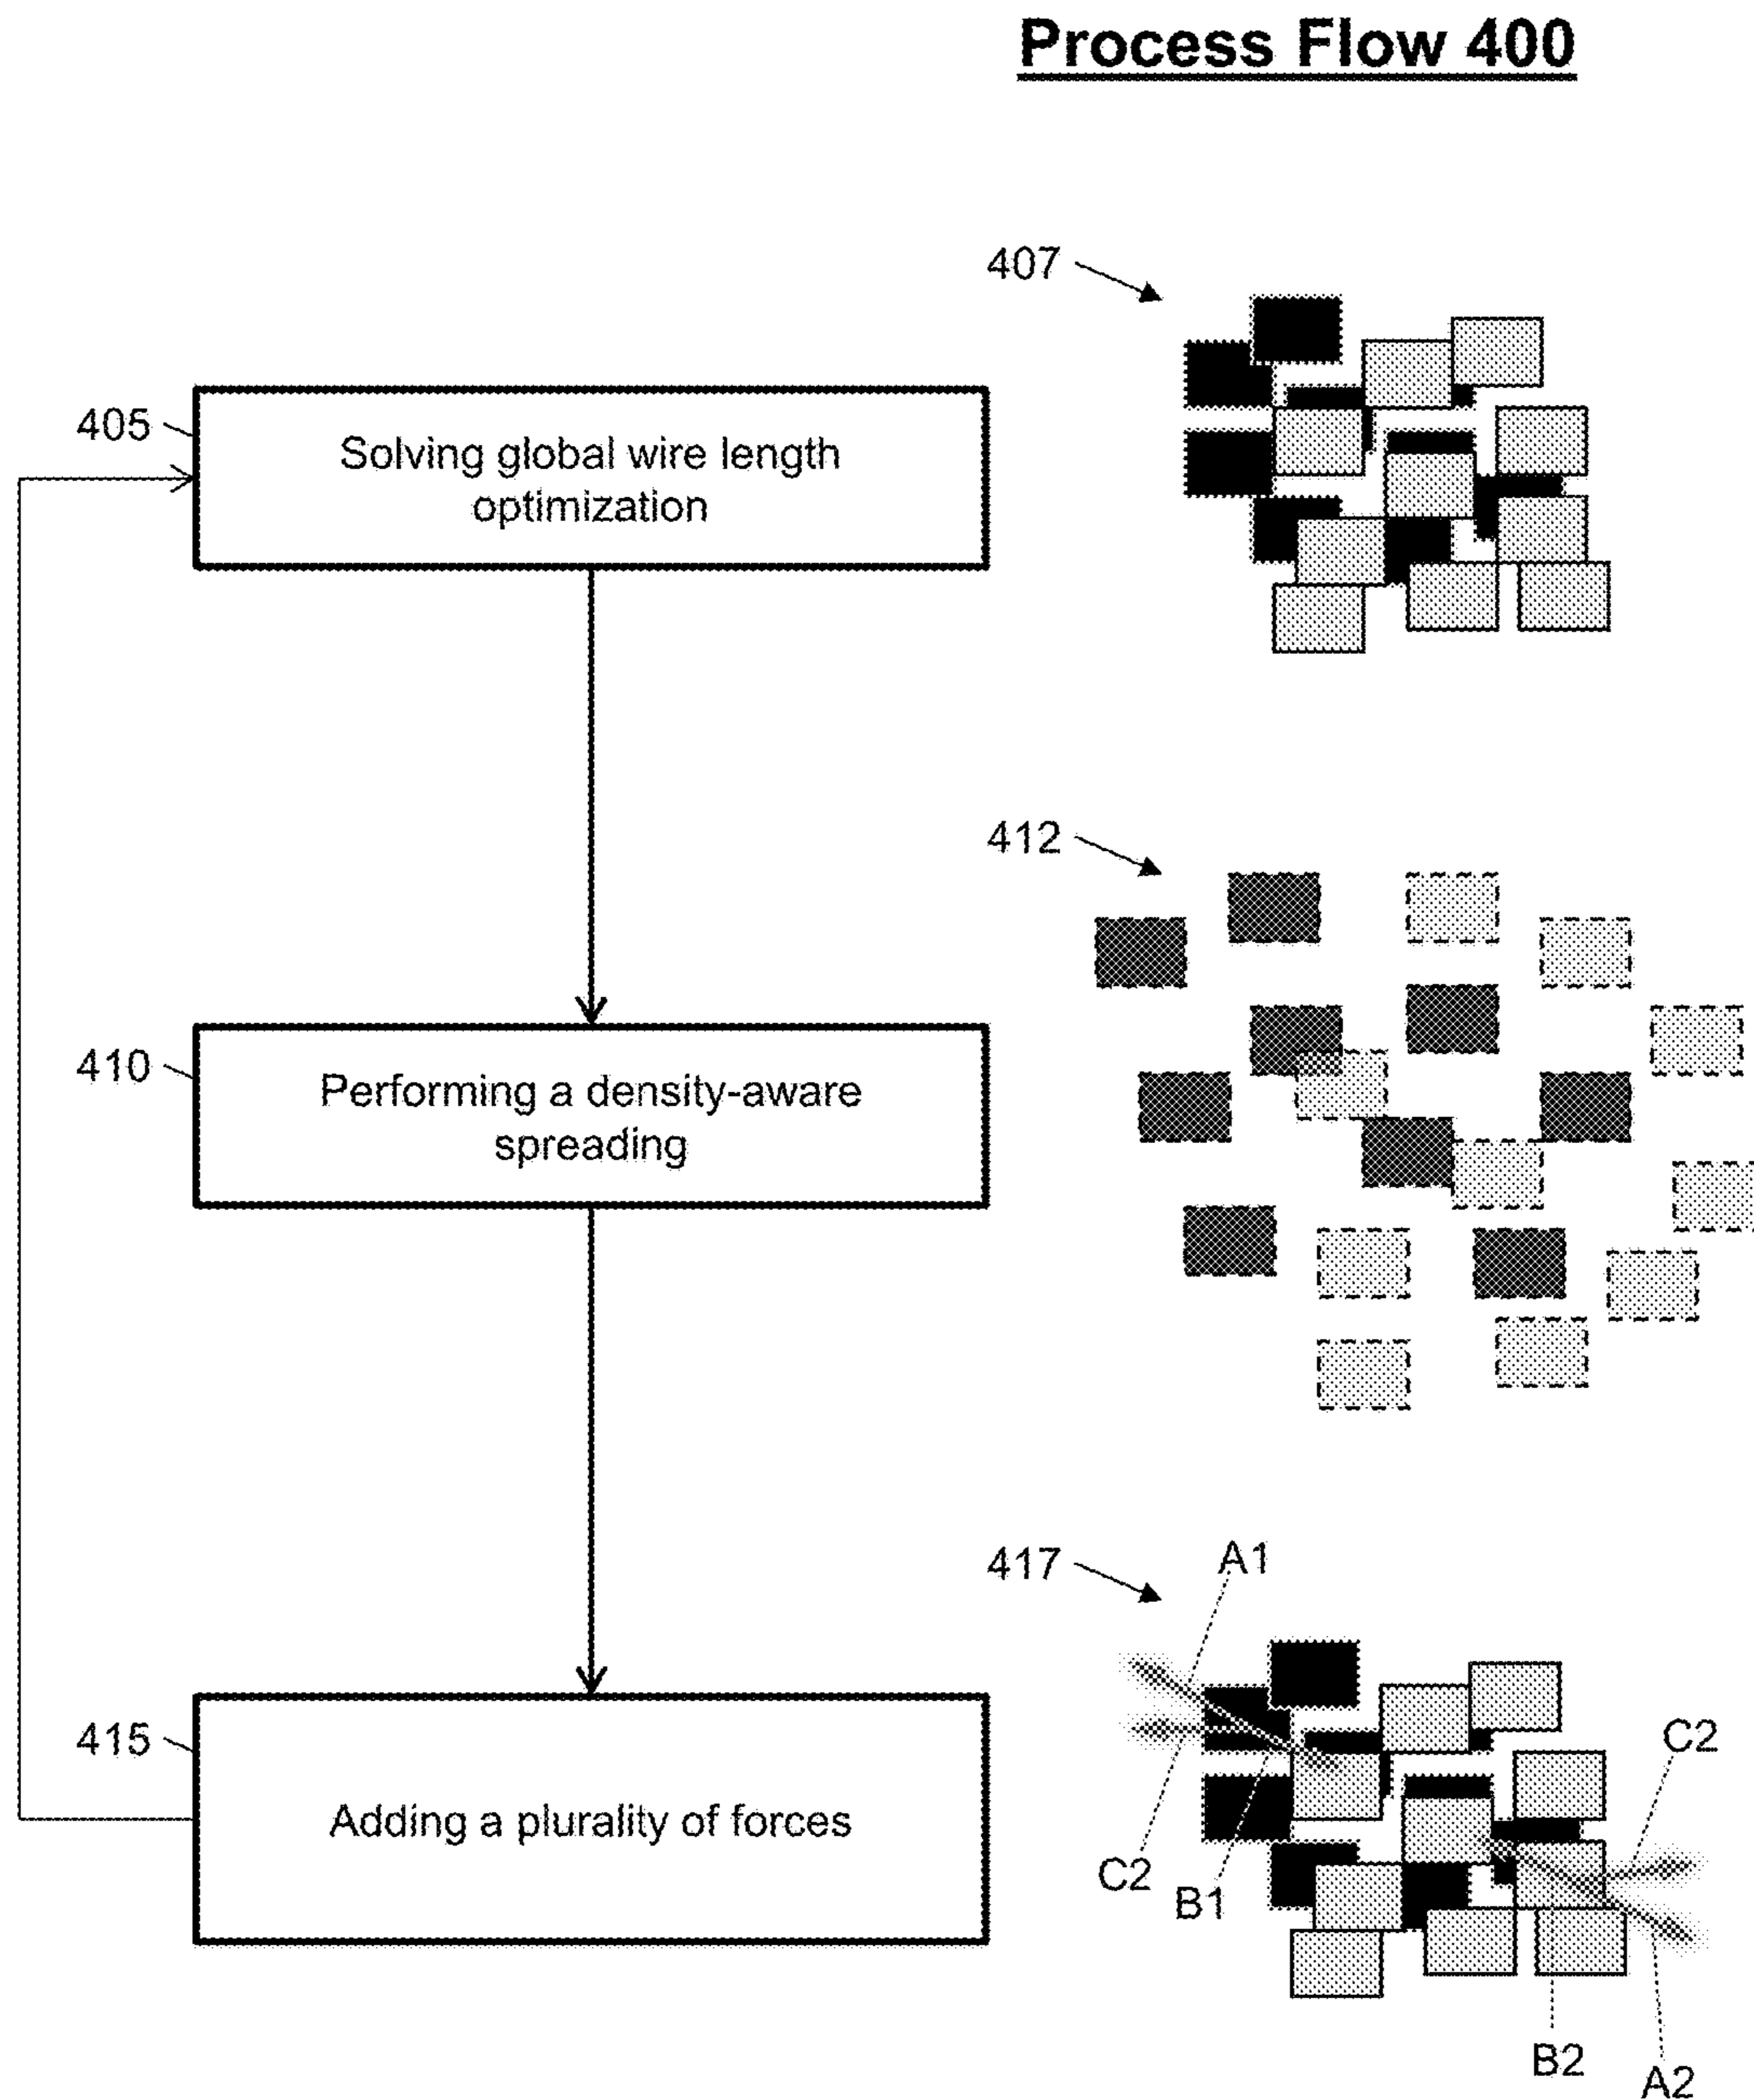 Process Flow 400
407
405
Solving global wire length
optimization
412
410
Performing a density-aware
spreading
417
A1
415
Adding a plurality of forces
C2
C2
B1
B2
A2